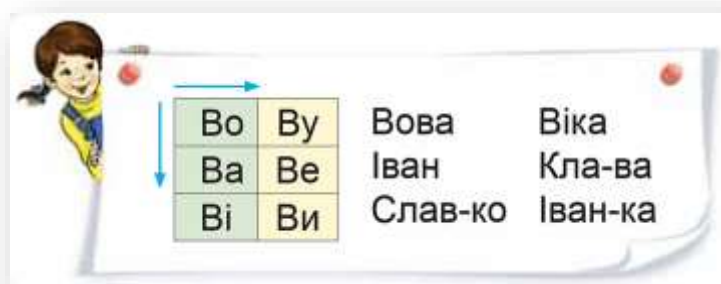 Во Ву
Ва Ве
Ві Ви
Вова Віка
Іван Кла-ва
Слав-ко Іван-ка